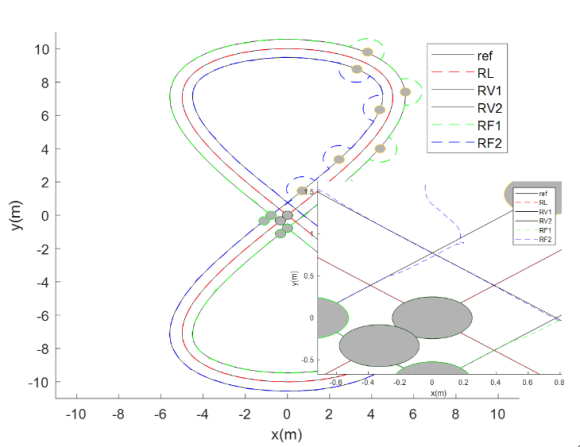 10
8
6
4
2
0
-2
-4
-6
-8
-10
y(m)
-10 -8 -6 -4 -2 0 2 4 6 8 10
x(m)
ref
RL
RV1
RV2
RF1
RF2
1.5
1
0.5
0
-0.5
y(m)
-0.6 -0.4 -0.2 0 0.2 0.4 0.6 0.8
x(m)
ref
RL
RV1
RV2
RF1
RF2